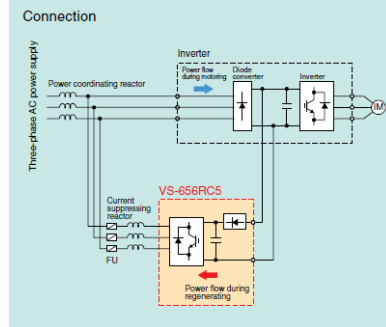 Connection
Three-phase AC power supply
Inverter
Power flow
during motoring
Diode
converter
Inverter
Power coordinating reactor
IM
VS-656RC5
Current
suppressing
reactor
FU
Power flow during
regenerating